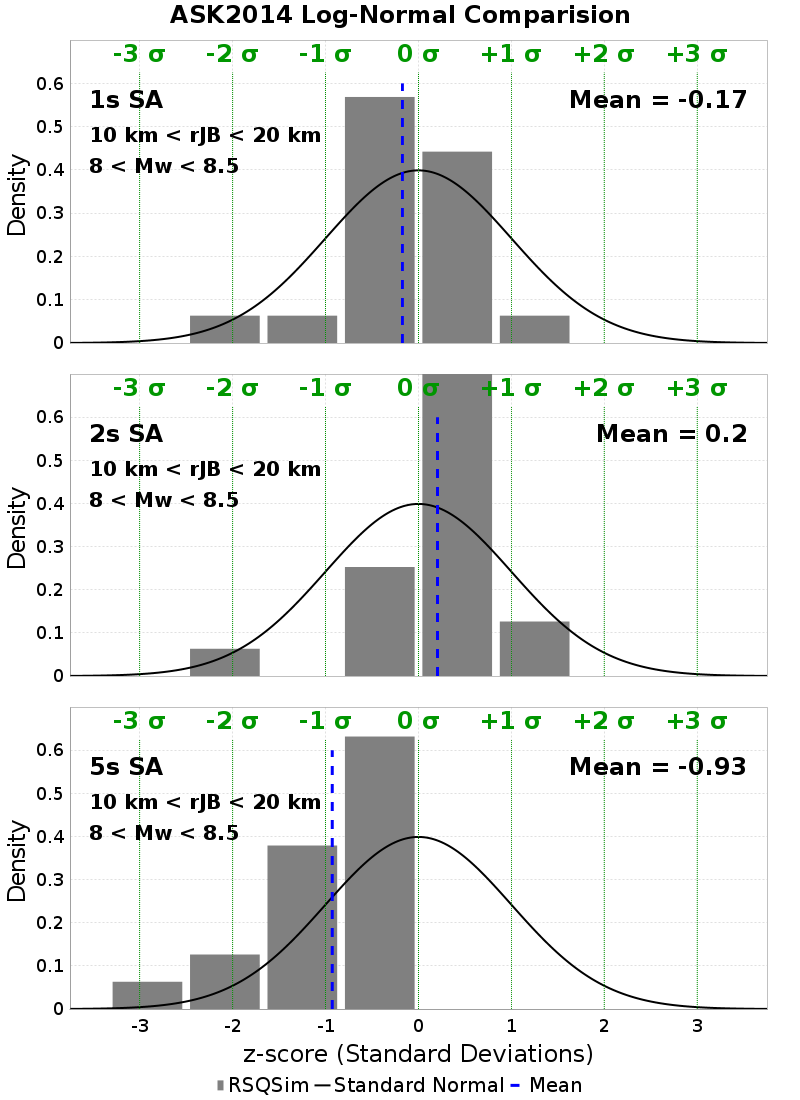 ASK2014 Log-Normal Comparision
-3 σ -2 σ -1 σ 0 σ +1 σ +2 σ +3 σ
0.6
1s SA Mean = -0.17
0.5
10 km < rJB < 20 km
8 < Mw < 8.5
0.4
Density
0.3
0.2
0.1
0
-3 σ -2 σ -1 σ 0 σ +1 σ +2 σ +3 σ
0.6
2s SA Mean = 0.2
0.5
10 km < rJB < 20 km
8 < Mw < 8.5
0.4
Density
0.3
0.2
0.1
0
-3 σ -2 σ -1 σ 0 σ +1 σ +2 σ +3 σ
0.6
5s SA Mean = -0.93
0.5
10 km < rJB < 20 km
8 < Mw < 8.5
0.4
Density
0.3
0.2
0.1
0
-3 -2 -1 0 1 2 3
z-score (Standard Deviations)
RSQSim Standard Normal Mean